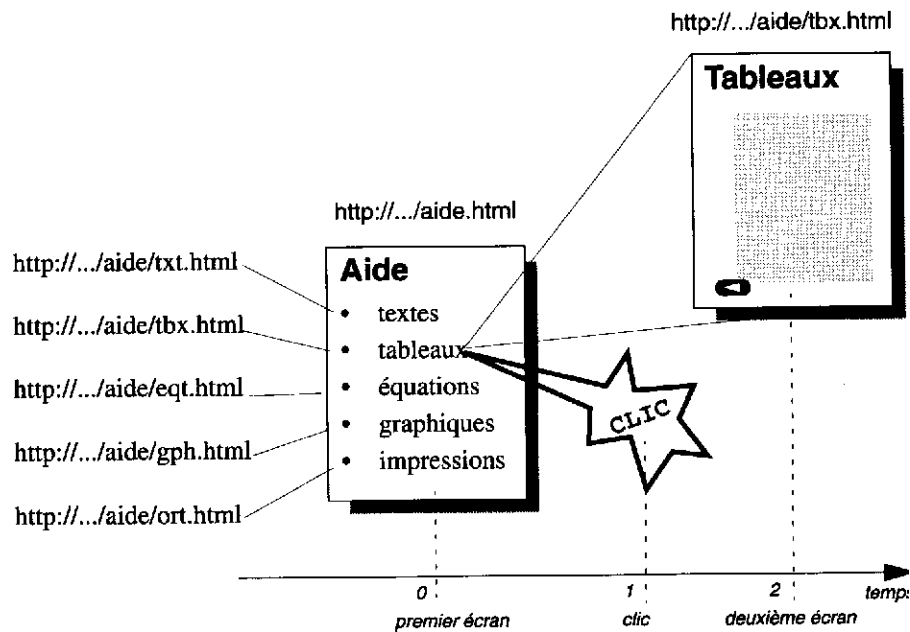 http://.../aide/tbx.html
Tableaux
http://.../aide.html
Aide
http://.../aide/txt.html
http://.../aide/tbx.html
http://.../aide/eqt.html
http://.../aide/gph.html
http://.../aide/ort.html
• textes
• tableaux
• équations
• graphiques
• impressions
CLIC
0 1 2 temps
premier écran clic deuxième écran